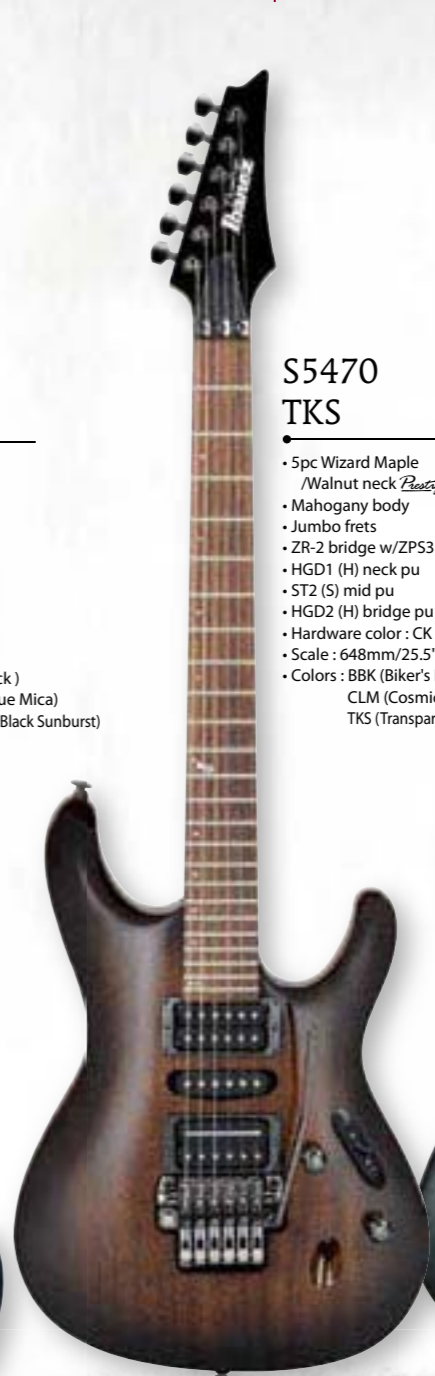 Ibanez
S5470
TKS
• 5pc Wizard Maple
/Walnut neck
• Mahogany body
• Jumbo frets
• ZR-2 bridge w/ZPS3
• HGD1 (H) neck pu
• ST2 (S) mid pu
• HGD2 (H) bridge pu
• Hardware color : CK
• Scale : 648mm/25.5"
• Colors : BBK (Biker's
CLM (Cosmi
TKS (Transpar
ck )
ue Mica)
Black Sunburst)